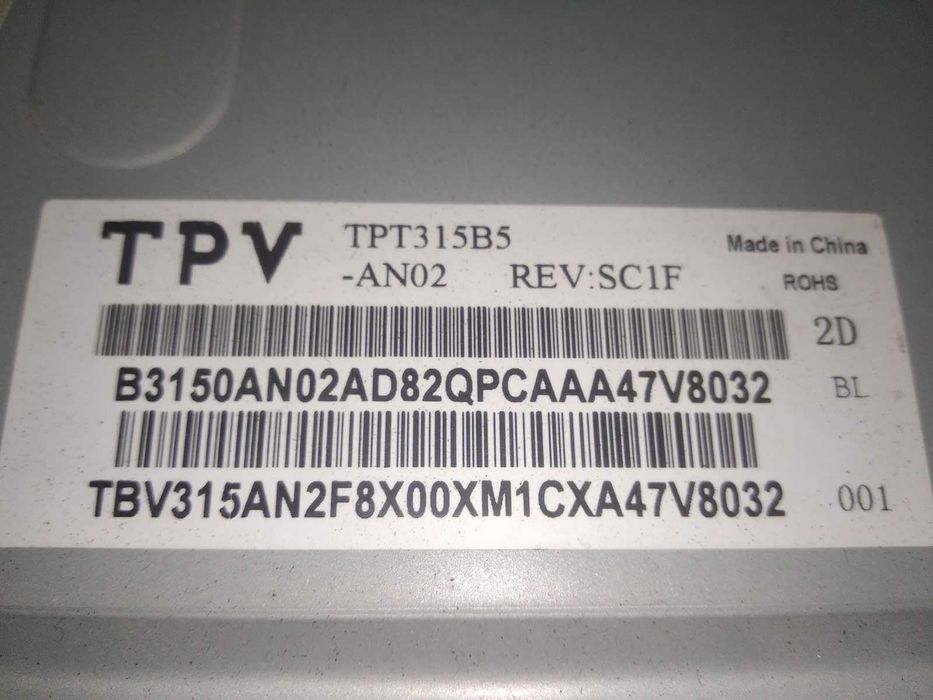 TPV TPT315B5 Made in China
-AN02 REV:SC1F ROHS
2D
B3150AN02AD82QPCAAA47V8032 BL
TBV315AN2F8X00XM1CXA47V8032 001